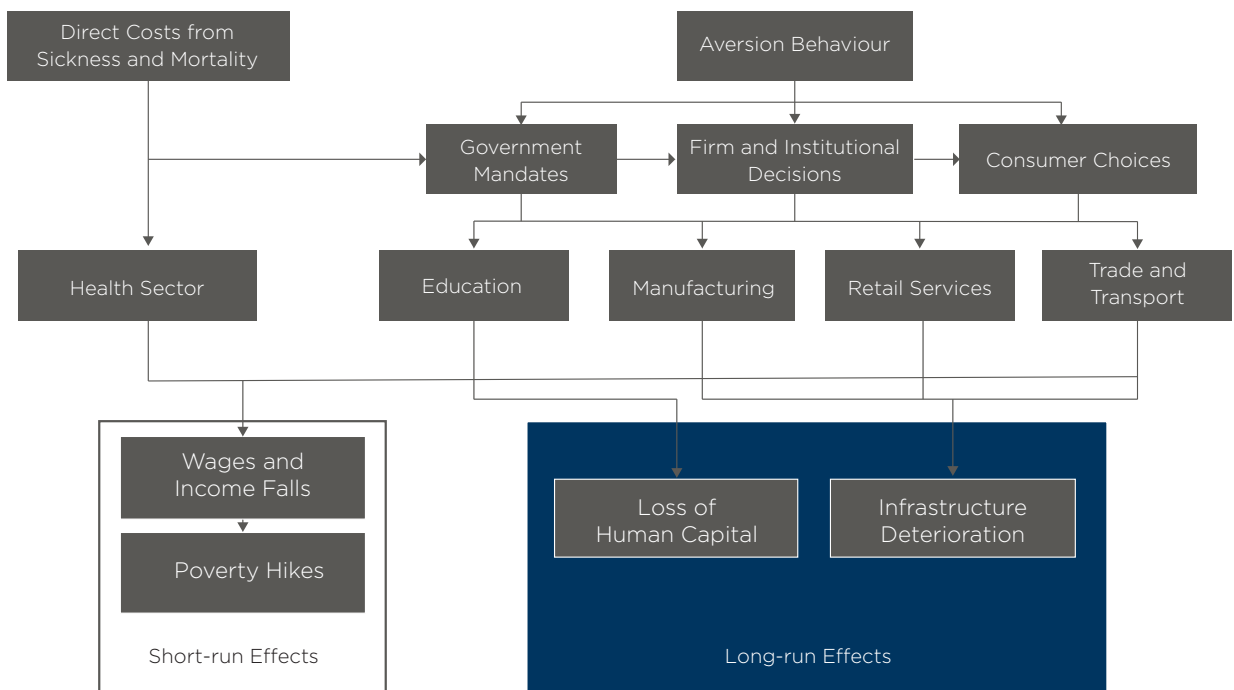 Direct Costs from
Sickness and Mortality
Aversion Behaviour
Government
Mandates
Firm and Institutional
Decisions
Consumer Choices
Health Sector
Education
Manufacturing
Retail Services
Trade and
Transport
Wages and
Income Falls
Poverty Hikes
Short-run Effects
Loss of
Human Capital
Infrastructure
Deterioration
Long-run Effects